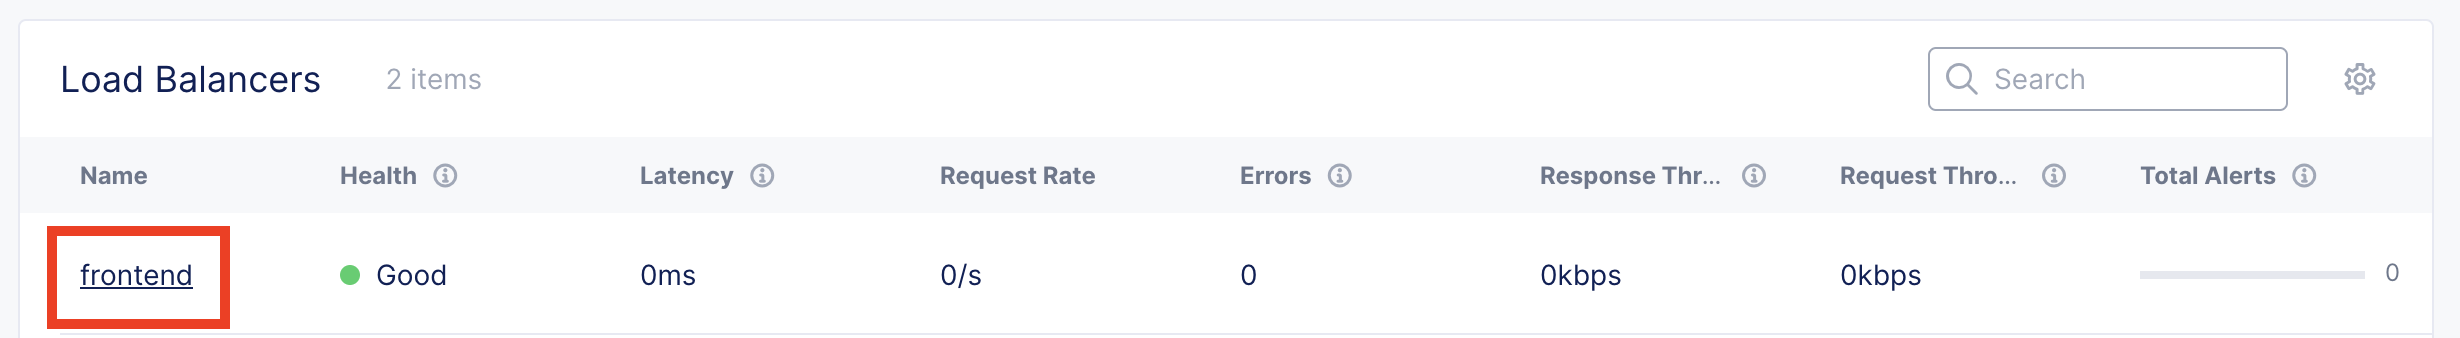 Load Balancers 2 items Search
Name Health Latency Request Rate Errors Response Thr... Request Thro... Total Alerts
frontend Good 0ms 0/s 0 0kbps 0kbps 0